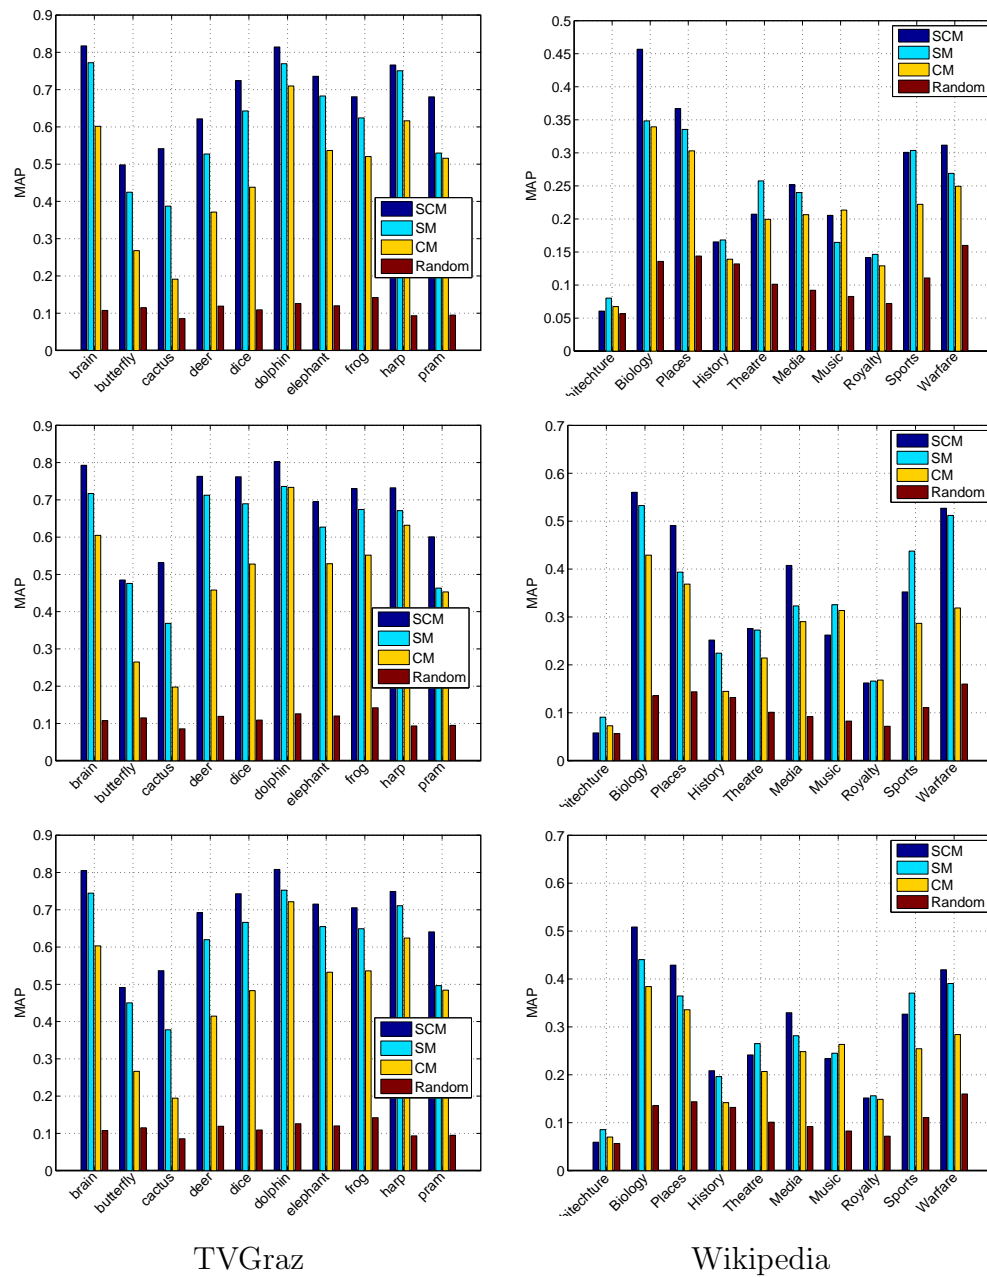 0.9
0.8
0.7
0.6
0.5
0.4
0.3
0.2
0.1
0
MAP
SCM
SM
CM
Random
brain
butterfly
cactus
deer
dice
dolphin
elephant
frog
harp
pram
0.5
0.45
0.4
0.35
0.3
0.25
0.2
0.15
0.1
0.05
0
MAP
SCM
SM
CM
Random
hitechture
Biology
Places
History
Theatre
Media
Music
Royalty
Sports
Warfare
0.9
0.8
0.7
0.6
0.5
0.4
0.3
0.2
0.1
0
MAP
SCM
SM
CM
Random
brain
butterfly
cactus
deer
dice
dolphin
elephant
frog
harp
pram
0.7
0.6
0.5
0.4
0.3
0.2
0.1
0
MAP
SCM
SM
CM
Random
hitechture
Biology
Places
History
Theatre
Media
Music
Royalty
Sports
Warfare
0.9
0.8
0.7
0.6
0.5
0.4
0.3
0.2
0.1
0
MAP
SCM
SM
CM
Random
brain
butterfly
cactus
deer
dice
dolphin
elephant
frog
harp
pram
0.7
0.6
0.5
0.4
0.3
0.2
0.1
0
MAP
SCM
SM
CM
Random
hitechture
Biology
Places
History
Theatre
Media
Music
Royalty
Sports
Warfare
TVGraz
Wikipedia